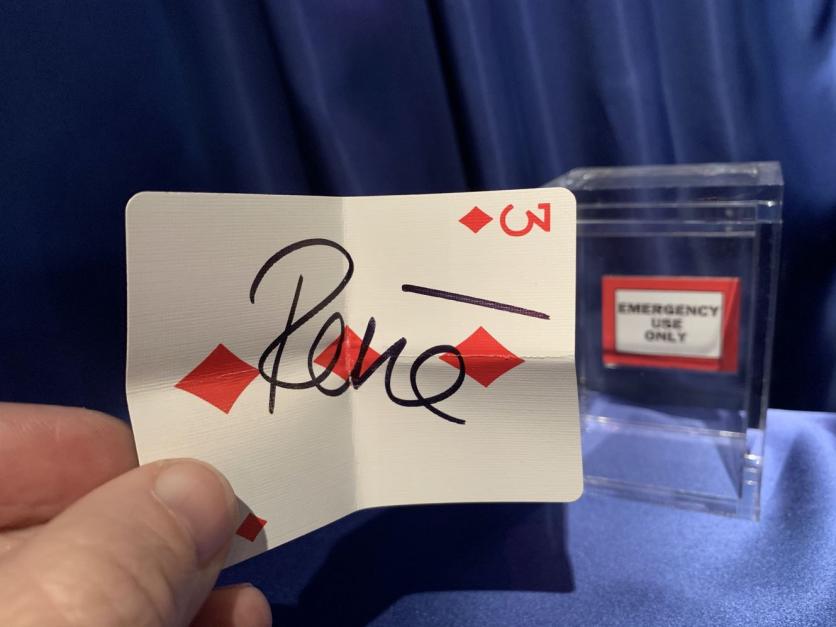 3
René
EMERGENCY
USE
ONLY